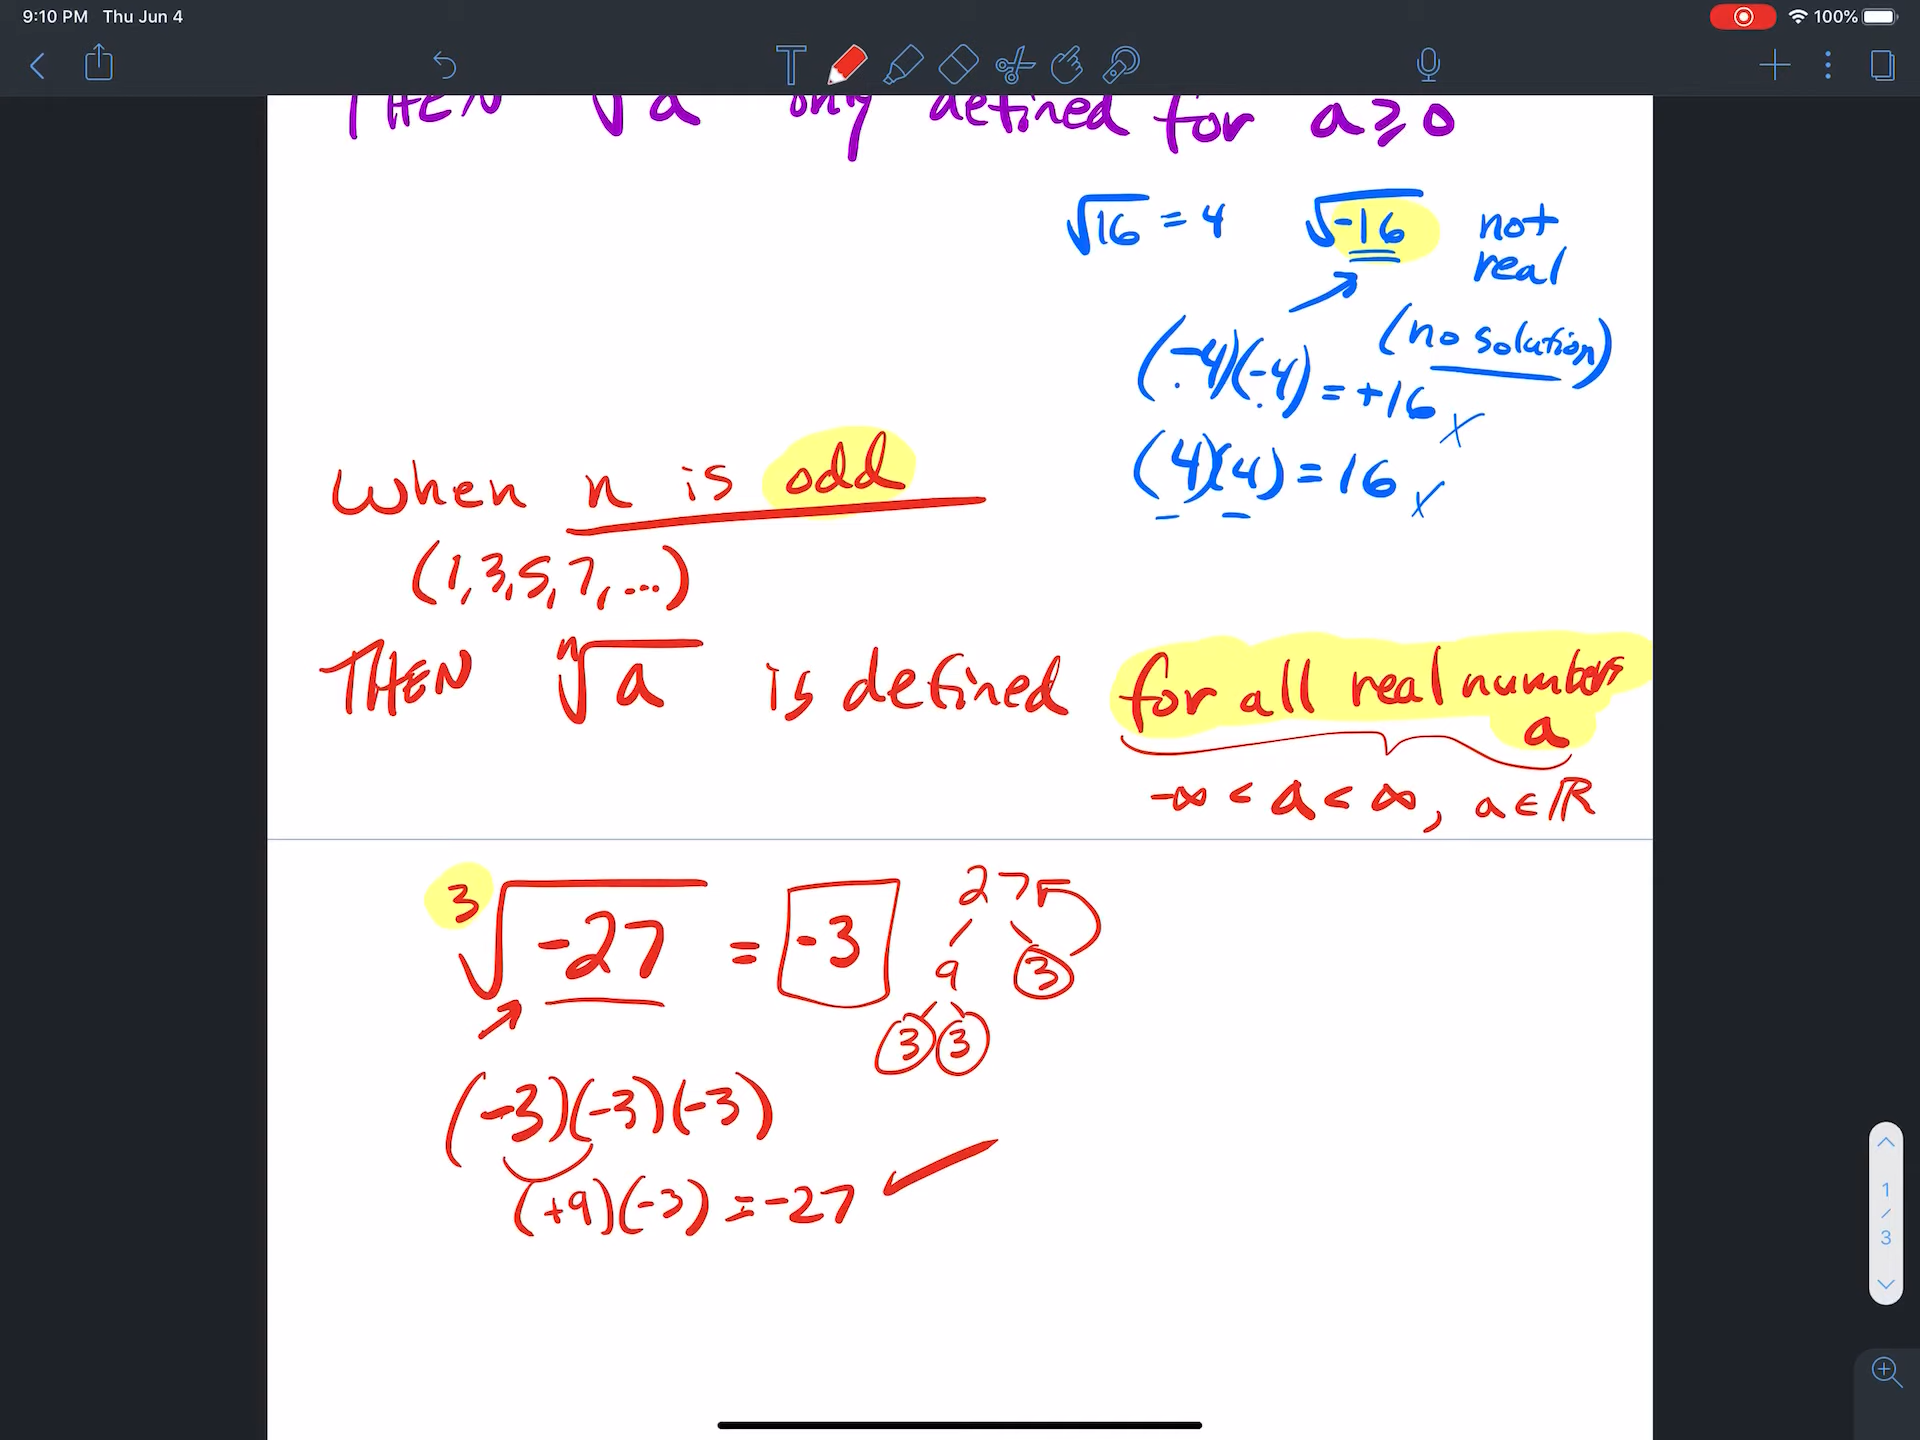 9:10 PM Thu Jun 4
100%
THEN √a only defined for a ≥ 0
√16 = 4
√-16 not real
(no solution)
(-4)(-4) = +16 x
(4)(4) = 16 x
When n is odd
(1,3,5,7,...)
THEN ⁿ√a is defined for all real numbers a
-∞ < a < ∞, a ∈ ℝ
³√-27 = -3
27
9 3
3 3
(-3)(-3)(-3)
(+9)(-3) = -27 ✓
1
/
3